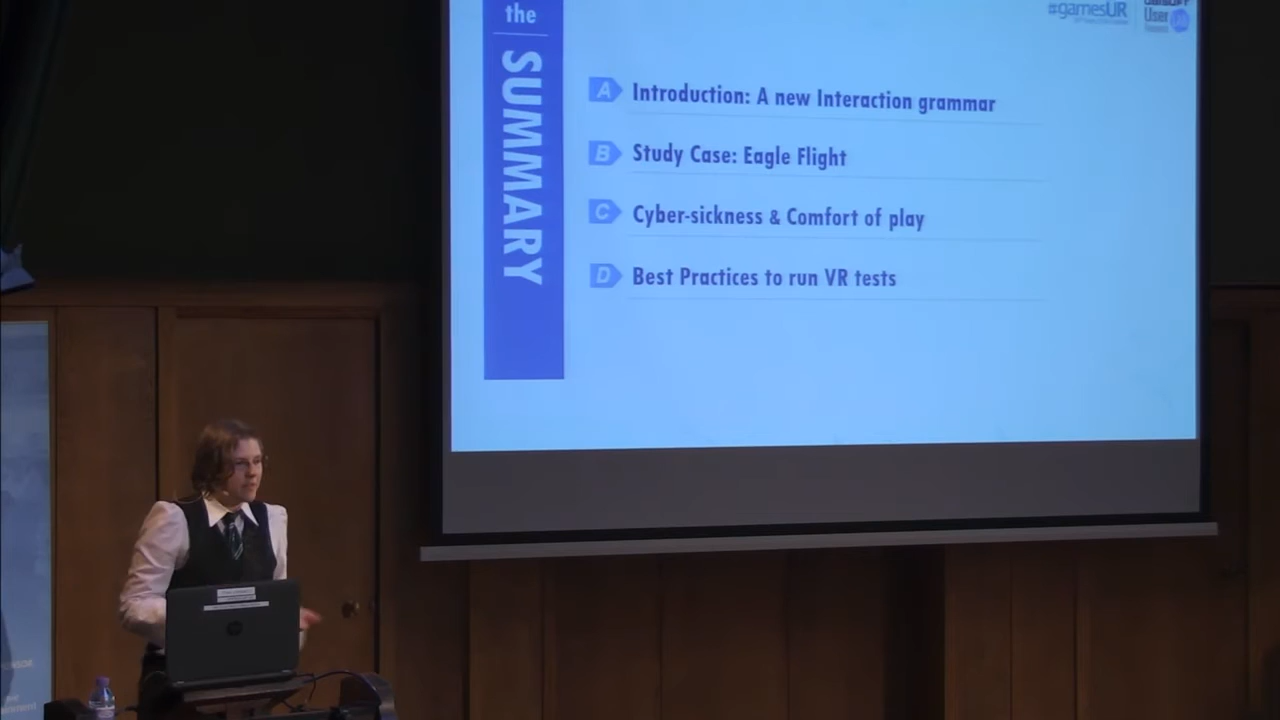 the
SUMMARY
#gamesUR
User
A Introduction: A new Interaction grammar
B Study Case: Eagle Flight
C Cyber-sickness & Comfort of play
D Best Practices to run VR tests
hp